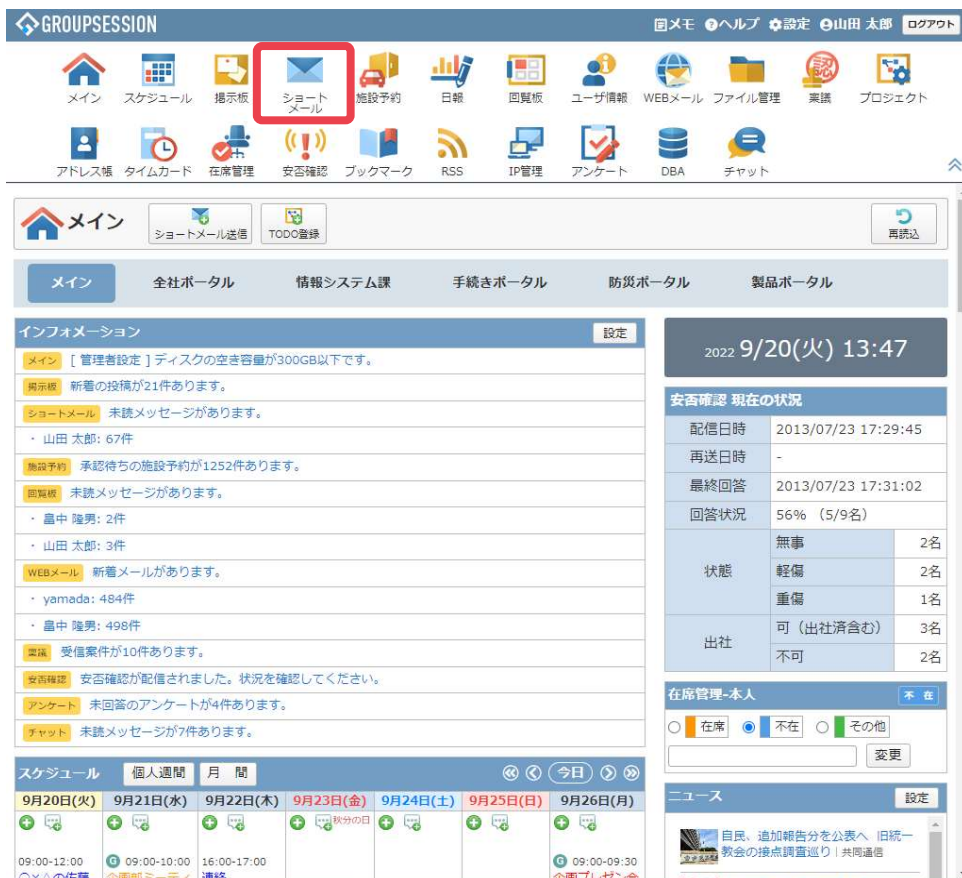 GROUPSESSION
メモ ヘルプ 設定 山田 太郎 ログアウト
メイン スケジュール 掲示板 ショートメール 施設予約 日報 回覧板 ユーザ情報 WEBメール ファイル管理 稟議 プロジェクト
アドレス帳 タイムカード 在席管理 安否確認 ブックマーク RSS IP管理 アンケート DBA チャット
メイン ショートメール送信 TODO登録 再読込
メイン 全社ポータル 情報システム課 手続きポータル 防災ポータル 製品ポータル
インフォメーション 設定
メイン [ 管理者設定 ] ディスクの空き容量が300GB以下です。
掲示板 新着の投稿が21件あります。
ショートメール 未読メッセージがあります。
・ 山田 太郎: 67件
施設予約 承認待ちの施設予約が1252件あります。
回覧板 未読メッセージがあります。
・ 畠中 隆男: 2件
・ 山田 太郎: 3件
WEBメール 新着メールがあります。
・ yamada: 484件
・ 畠中 隆男: 498件
稟議 受信案件が10件あります。
安否確認 安否確認が配信されました。状況を確認してください。
アンケート 未回答のアンケートが4件あります。
チャット 未読メッセージが7件あります。
スケジュール 個人週間 月 間 今日
9月20日(火) 9月21日(水) 9月22日(木) 9月23日(金) 9月24日(土) 9月25日(日) 9月26日(月)
秋分の日
09:00-12:00 G 09:00-10:00 16:00-17:00 G 09:00-09:30
〇×△の佐藤 企画部ミーティ 連絡 企画プレゼン会
2022 9/20(火) 13:47
安否確認 現在の状況
配信日時 2013/07/23 17:29:45
再送日時 -
最終回答 2013/07/23 17:31:02
回答状況 56% (5/9名)
状態 無事 2名
軽傷 2名
重傷 1名
出社 可(出社済含む) 3名
不可 2名
在席管理-本人 不 在
在席 不在 その他
変更
ニュース 設定
自民、追加報告分を公表へ 旧統一
教会の接点調査巡り | 共同通信